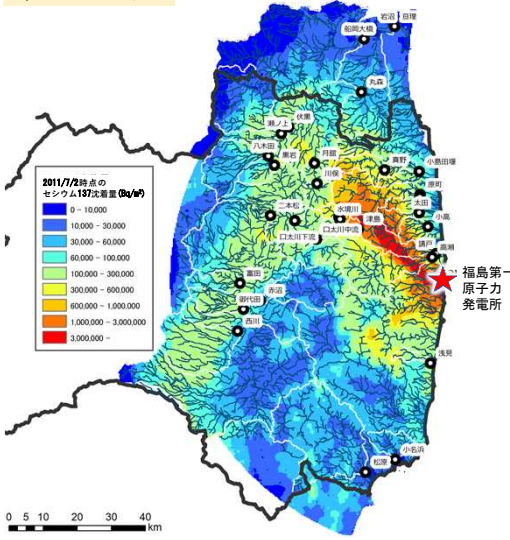 岩沼
亘理
船岡大橋
丸森
瀬ノ上
伏黒
八木田
黒岩
月舘
川俣
真野
小島田堰
原町
太田
小高
二本松
水境川
津島
口太川中流
口太川下流
請戸
高瀬
富田
赤沼
御代田
西川
浅見
松原
小名浜
2011/7/2時点の
セシウム137沈着量(Bq/m²)
0 - 10,000
10,000 - 30,000
30,000 - 60,000
60,000 - 100,000
100,000 - 300,000
300,000 - 600,000
600,000 - 1,000,000
1,000,000 - 3,000,000
3,000,000 -
福島第一
原子力
発電所
0 5 10 20 30 40
km